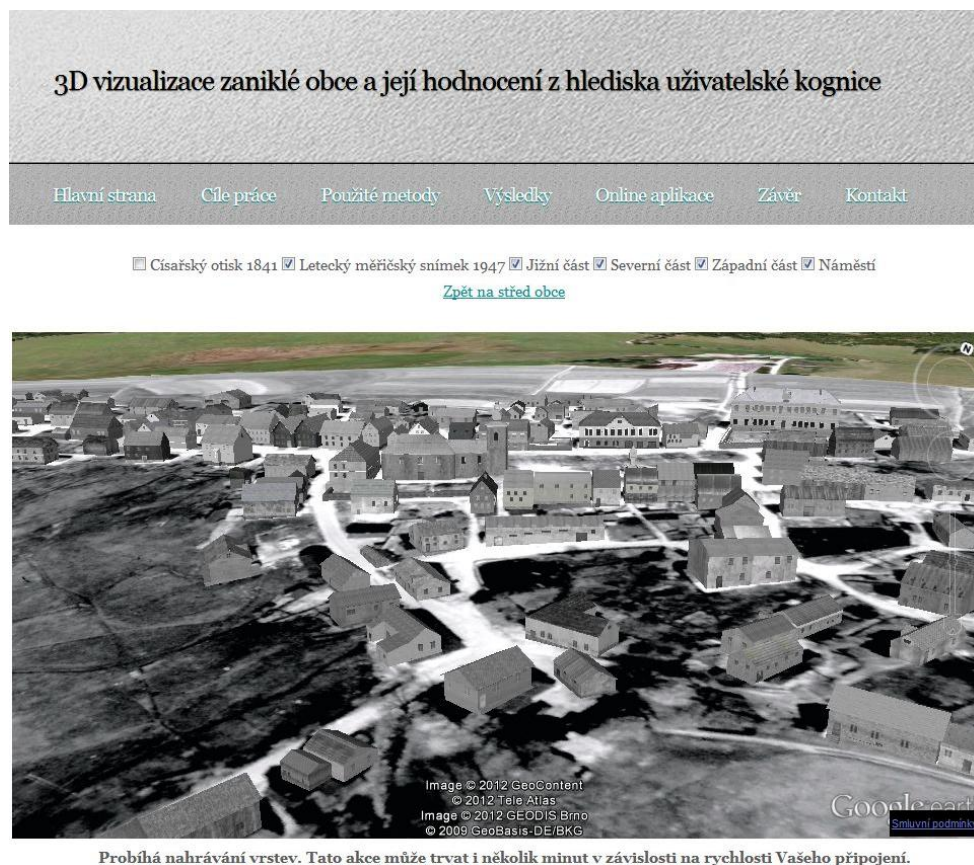 3D vizualizace zaniklé obce a její hodnocení z hlediska uživatelské kognice
Hlavní strana Cíle práce Použité metody Výsledky Online aplikace Závěr Kontakt
Císařský otisk 1841 Letecký měřičský snímek 1947 Jižní část Severní část Západní část Náměstí
Zpět na střed obce
N
Image © 2012 GeoContent
© 2012 Tele Atlas
Image © 2012 GEODIS Brno
© 2009 GeoBasis-DE/BKG
Google eart
Smluvní podmínky
Probíhá nahrávání vrstev. Tato akce může trvat i několik minut v závislosti na rychlosti Vašeho připojení.